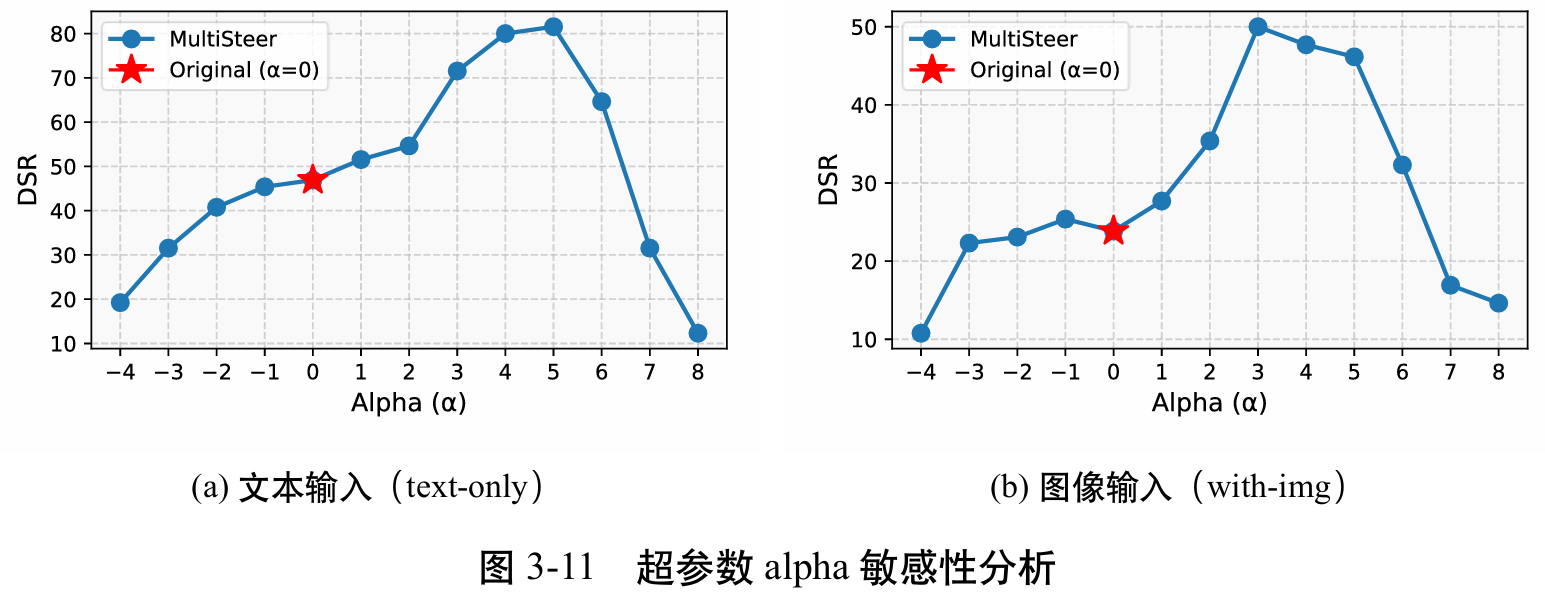 MultiSteer
Original (α=0)
DSR
80
70
60
50
40
30
20
10
−4 −3 −2 −1 0 1 2 3 4 5 6 7 8
Alpha (α)
(a) 文本输入（text-only）
MultiSteer
Original (α=0)
DSR
50
40
30
20
10
−4 −3 −2 −1 0 1 2 3 4 5 6 7 8
Alpha (α)
(b) 图像输入（with-img）
图 3-11 超参数 alpha 敏感性分析